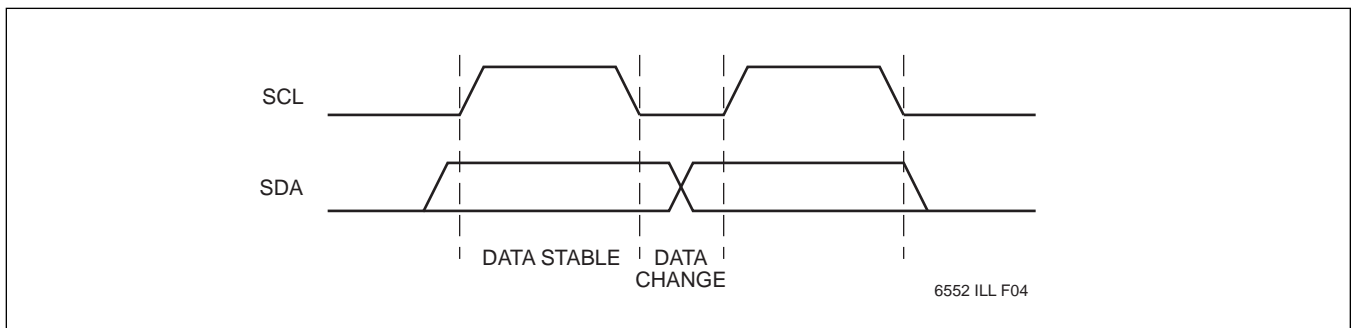 SCL
SDA
DATA STABLE
DATA
CHANGE
6552 ILL F04